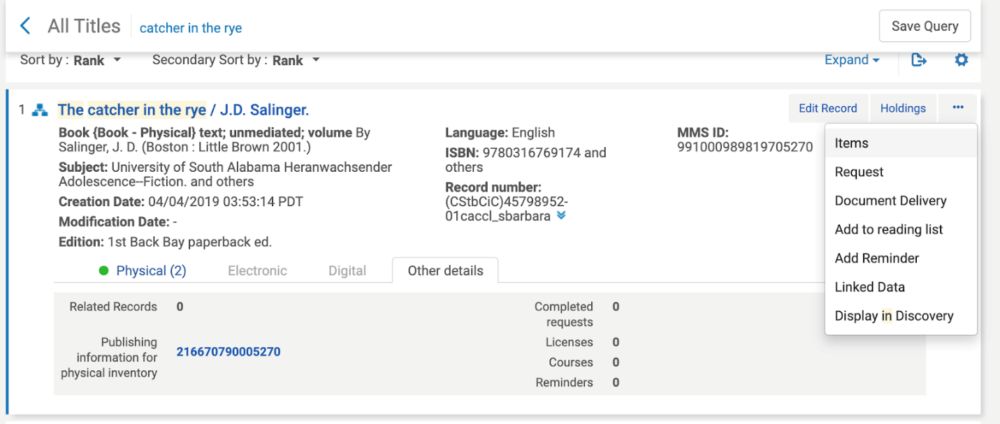 All Titles
catcher in the rye
Save Query
Sort by : Rank
Secondary Sort by : Rank
Expand
1
The catcher in the rye / J.D. Salinger.
Edit Record
Holdings
Book {Book - Physical} text; unmediated; volume By
Salinger, J. D. (Boston : Little Brown 2001.)
Subject: University of South Alabama Heranwachsender
Adolescence--Fiction. and others
Creation Date: 04/04/2019 03:53:14 PDT
Modification Date: -
Edition: 1st Back Bay paperback ed.
Language: English
ISBN: 9780316769174 and
others
Record number:
(CStbCiC)45798952-
01caccl_sbarbara
MMS ID:
991000989819705270
Items
Request
Document Delivery
Add to reading list
Add Reminder
Linked Data
Display in Discovery
Physical (2)
Electronic
Digital
Other details
Related Records 0
Publishing
information for
physical inventory
216670790005270
Completed
requests
0
Licenses 0
Courses 0
Reminders 0